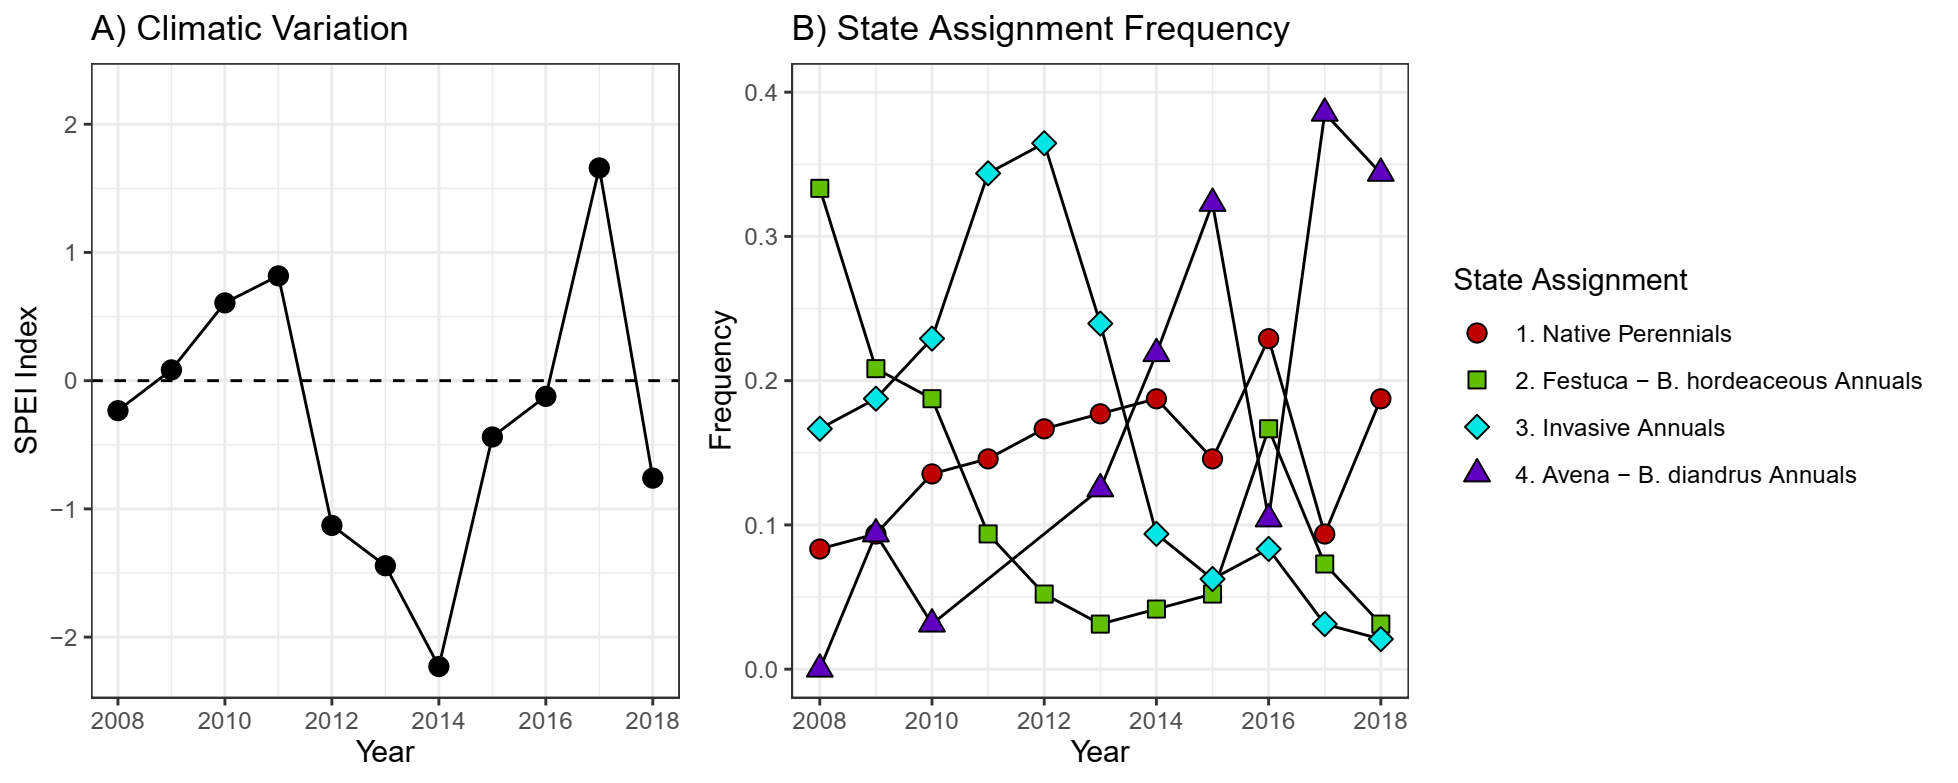 A) Climatic Variation
SPEI Index
2
1
0
−1
−2
2008 2010 2012 2014 2016 2018
Year
B) State Assignment Frequency
Frequency
0.4
0.3
0.2
0.1
0.0
2008 2010 2012 2014 2016 2018
Year
State Assignment
1. Native Perennials
2. Festuca − B. hordeaceous Annuals
3. Invasive Annuals
4. Avena − B. diandrus Annuals